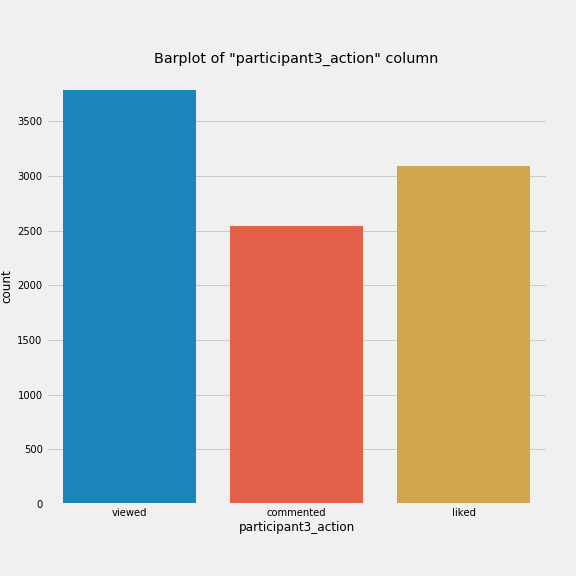 Barplot of "participant3_action" column
3500
3000
2500
2000
1500
1000
500
0
count
viewed commented liked
participant3_action